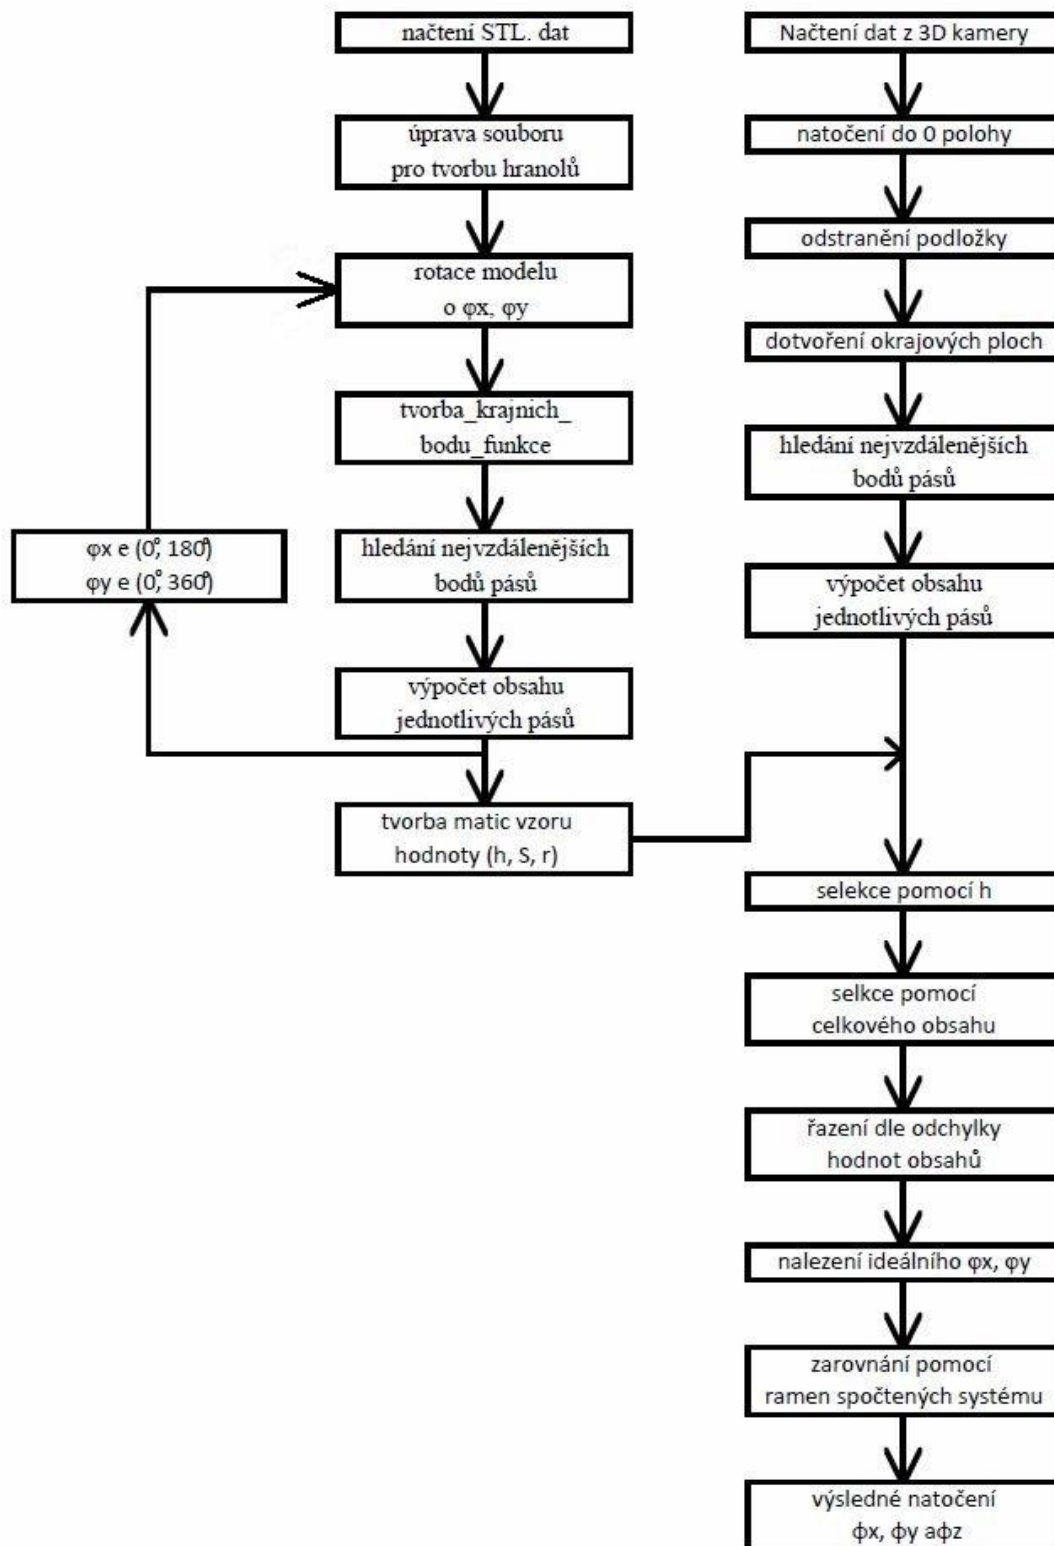 načtení STL. dat
úprava souboru
pro tvorbu hranolů
rotace modelu
o φx, φy
tvorba_krajnich_
bodu_funkce
hledání nejvzdálenějších
bodů pásů
výpočet obsahu
jednotlivých pásů
tvorba matic vzoru
hodnoty (h, S, r)
φx e (0°, 180°)
φy e (0°, 360°)
Načtení dat z 3D kamery
natočení do 0 polohy
odstranění podložky
dotvoření okrajových ploch
hledání nejvzdálenějších
bodů pásů
výpočet obsahu
jednotlivých pásů
selekce pomocí h
selkce pomocí
celkového obsahu
řazení dle odchylky
hodnot obsahů
nalezení ideálního φx, φy
zarovnání pomocí
ramen spočtených systému
výsledné natočení
ϕx, ϕy aϕz